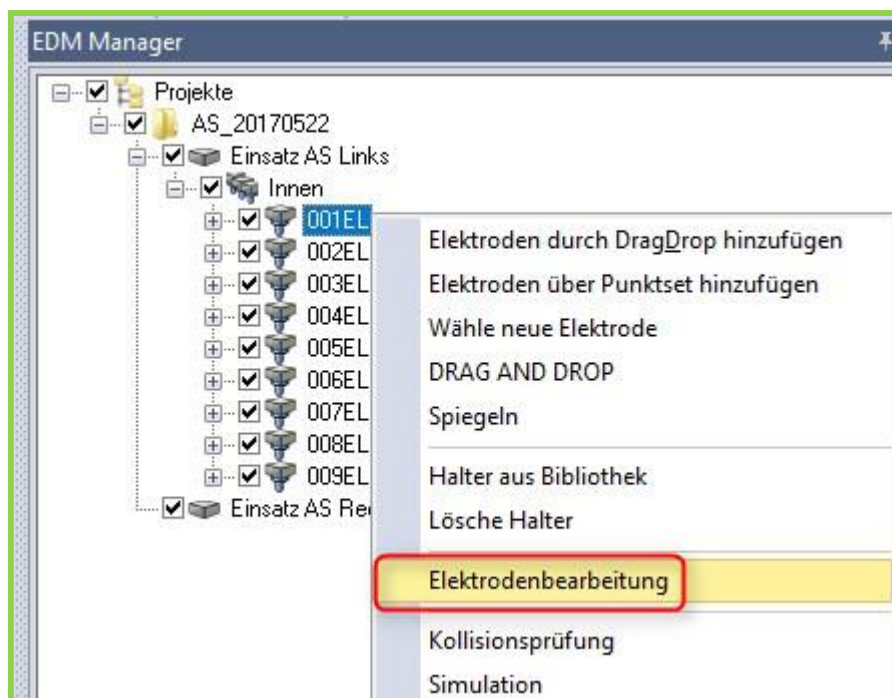 EDM Manager
Projekte
AS_20170522
Einsatz AS Links
Innen
001EL
002EL
003EL
004EL
005EL
006EL
007EL
008EL
009EL
Einsatz AS
Elektroden durch DragDrop hinzufügen
Elektroden über Punktset hinzufügen
Wähle neue Elektrode
DRAG AND DROP
Spiegeln
Halter aus Bibliothek
Lösche Halter
Elektrodenbearbeitung
Kollisionsprüfung
Simulation